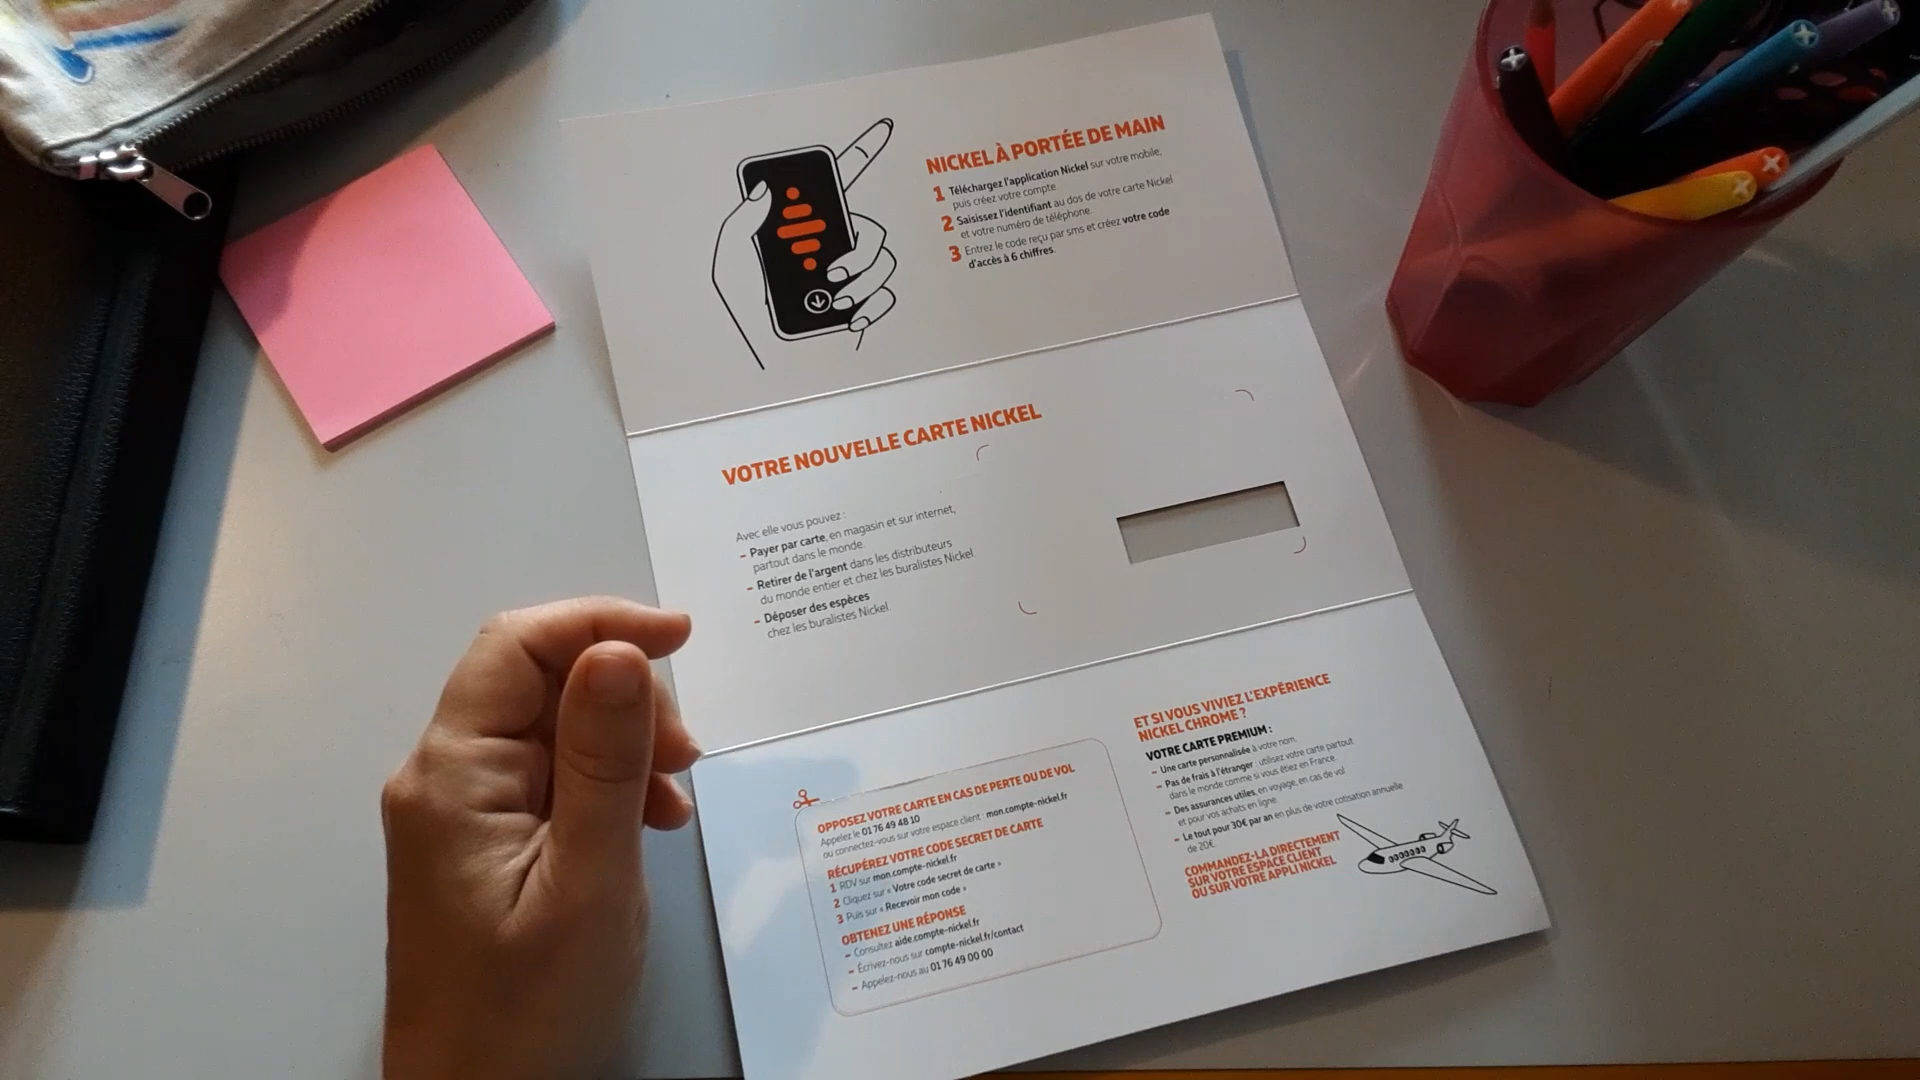 NICKEL À PORTÉE DE MAIN
1 Téléchargez l'application Nickel sur votre mobile,
puis créez votre compte.
2 Saisissez l'identifiant au dos de votre carte Nickel
et votre numéro de téléphone.
3 Entrez le code reçu par sms et créez votre code
d'accès à 6 chiffres.
VOTRE NOUVELLE CARTE NICKEL
Avec elle vous pouvez :
– Payer par carte, en magasin et sur internet,
partout dans le monde.
– Retirer de l'argent dans les distributeurs
du monde entier et chez les buralistes Nickel.
– Déposer des espèces
chez les buralistes Nickel.
OPPOSEZ VOTRE CARTE EN CAS DE PERTE OU DE VOL
Appelez le 01 76 49 48 10
ou connectez-vous sur votre espace client : mon.compte-nickel.fr
RÉCUPÉREZ VOTRE CODE SECRET DE CARTE
1 RDV sur mon.compte-nickel.fr
2 Cliquez sur « Votre code secret de carte »
3 Puis sur « Recevoir mon code »
OBTENEZ UNE RÉPONSE
– Consultez aide.compte-nickel.fr
– Écrivez-nous sur compte-nickel.fr/contact
– Appelez-nous au 01 76 49 00 00
ET SI VOUS VIVIEZ L'EXPÉRIENCE
NICKEL CHROME ?
VOTRE CARTE PREMIUM :
– Une carte personnalisée à votre nom.
– Pas de frais à l'étranger : utilisez votre carte partout
dans le monde comme si vous étiez en France.
– Des assurances utiles, en voyage, en cas de vol
et pour vos achats en ligne.
– Le tout pour 30€ par an en plus de votre cotisation annuelle
de 20€.
COMMANDEZ-LA DIRECTEMENT
SUR VOTRE ESPACE CLIENT
OU SUR VOTRE APPLI NICKEL